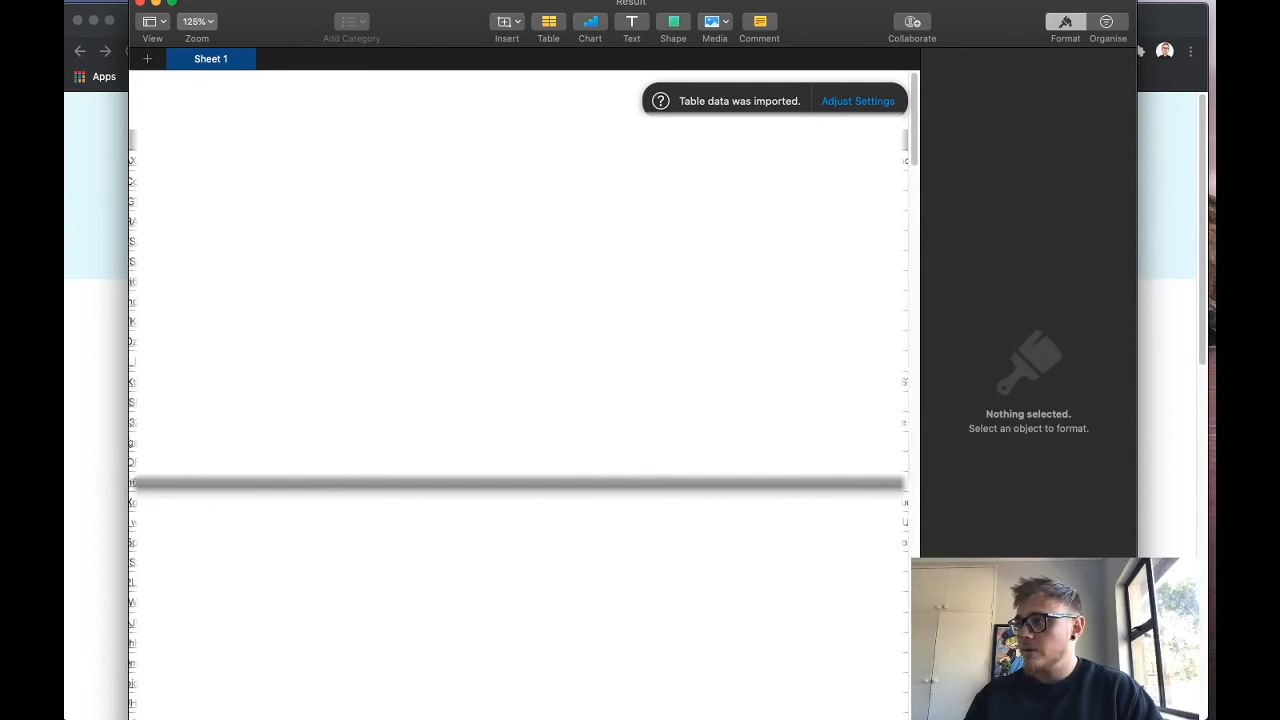 Result
View
125%
Zoom
Add Category
Insert
Table
Chart
Text
Shape
Media
Comment
Collaborate
Format
Organise
Apps
Sheet 1
Table data was imported.
Adjust Settings
Nothing selected.
Select an object to format.